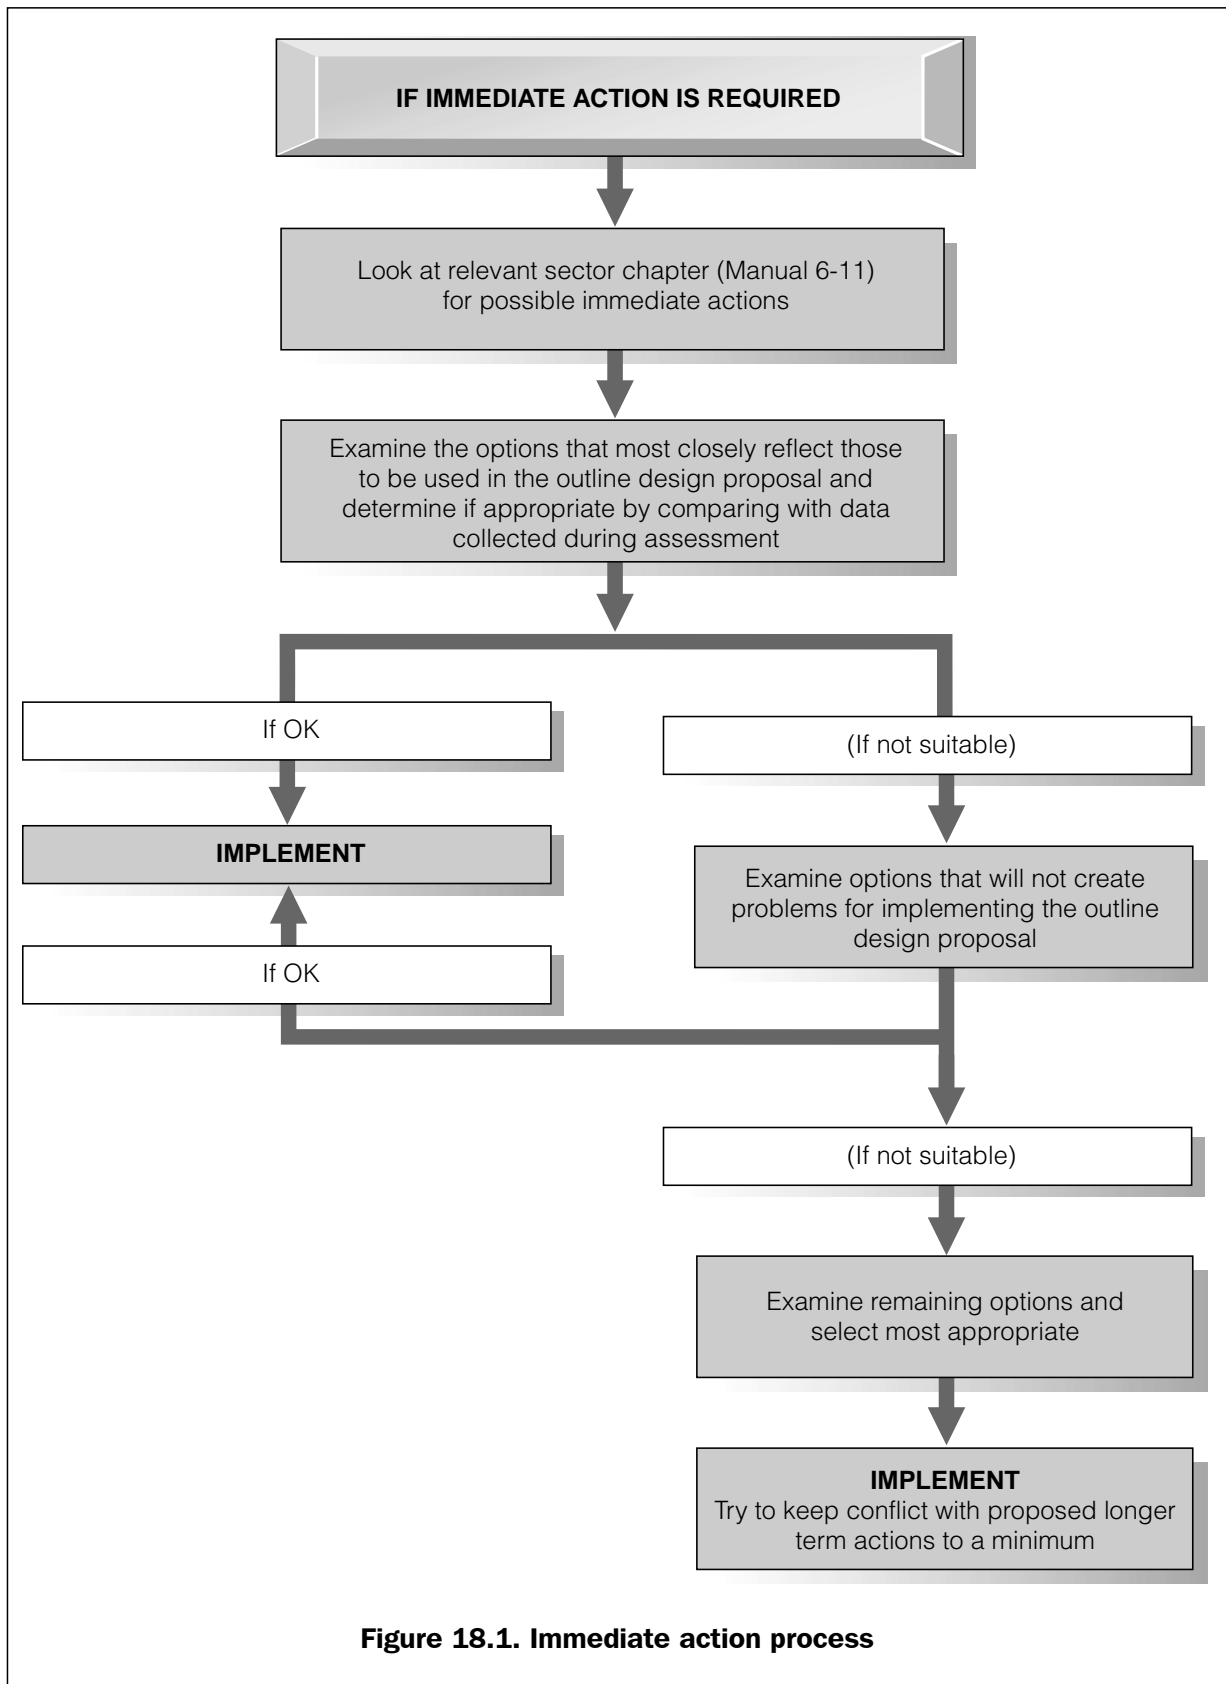 IF IMMEDIATE ACTION IS REQUIRED
Look at relevant sector chapter (Manual 6-11)
for possible immediate actions
Examine the options that most closely reflect those
to be used in the outline design proposal and
determine if appropriate by comparing with data
collected during assessment
If OK
(If not suitable)
IMPLEMENT
Examine options that will not create
problems for implementing the outline
design proposal
If OK
(If not suitable)
Examine remaining options and
select most appropriate
IMPLEMENT
Try to keep conflict with proposed longer
term actions to a minimum
Figure 18.1. Immediate action process